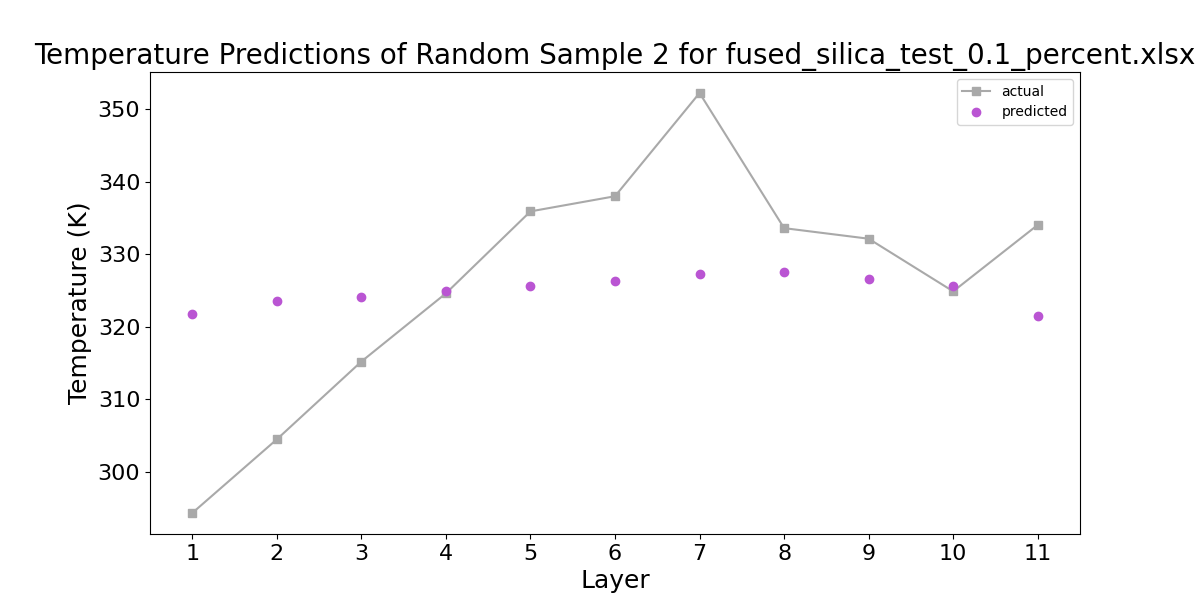 Temperature Predictions of Random Sample 2 for fused_silica_test_0.1_percent.xlsx
actual
predicted
350
340
330
320
310
300
Temperature (K)
1 2 3 4 5 6 7 8 9 10 11
Layer